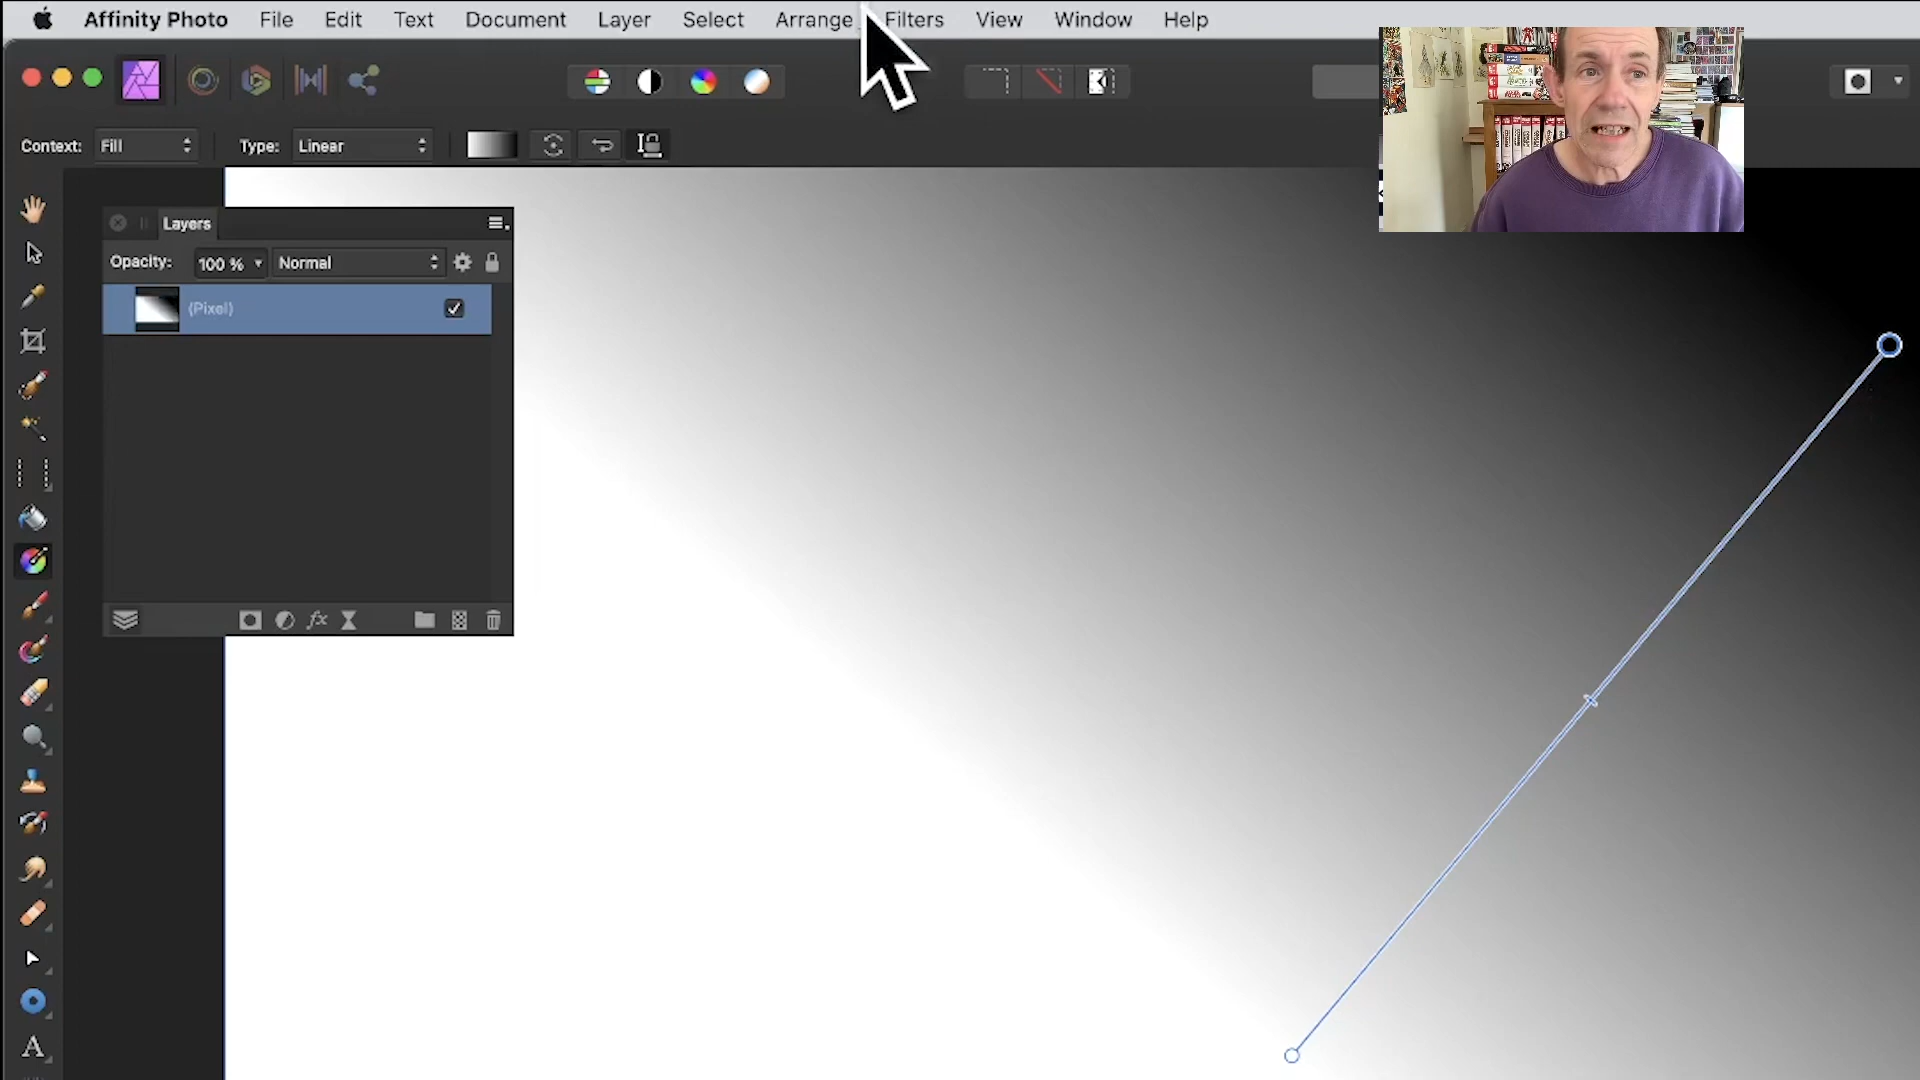 Affinity Photo File Edit Text Document Layer Select Arrange Filters View Window Help
Context: Fill Type: Linear
Layers
Opacity: 100 % Normal
(Pixel)
fx
A